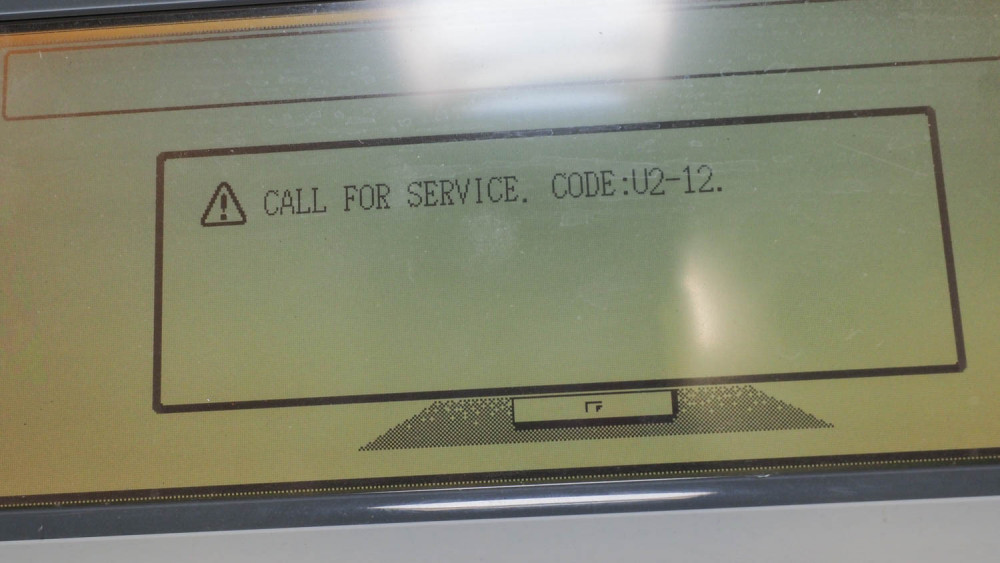 CALL FOR SERVICE. CODE:U2-12.